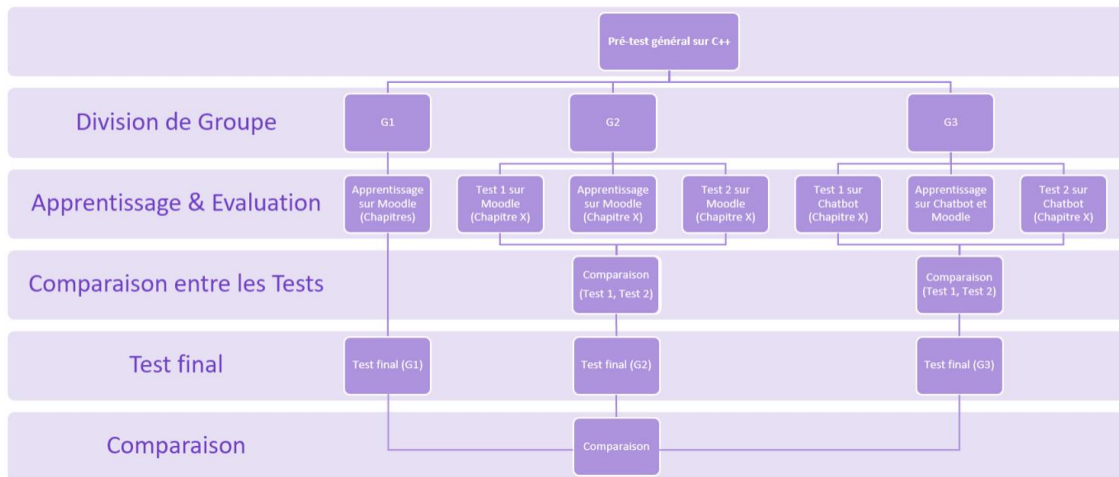 Pré-test général sur C++
Division de Groupe
G1
G2
G3
Apprentissage & Evaluation
Apprentissage
sur Moodle
(Chapitres)
Test 1 sur
Moodle
(Chapitre X)
Apprentissage
sur Moodle
(Chapitre X)
Test 2 sur
Moodle
(Chapitre X)
Test 1 sur
Chatbot
(Chapitre X)
Apprentissage
sur Chatbot et
Moodle
Test 2 sur
Chatbot
(Chapitre X)
Comparaison entre les Tests
Comparaison
(Test 1, Test 2)
Comparaison
(Test 1, Test 2)
Test final
Test final (G1)
Test final (G2)
Test final (G3)
Comparaison
Comparaison